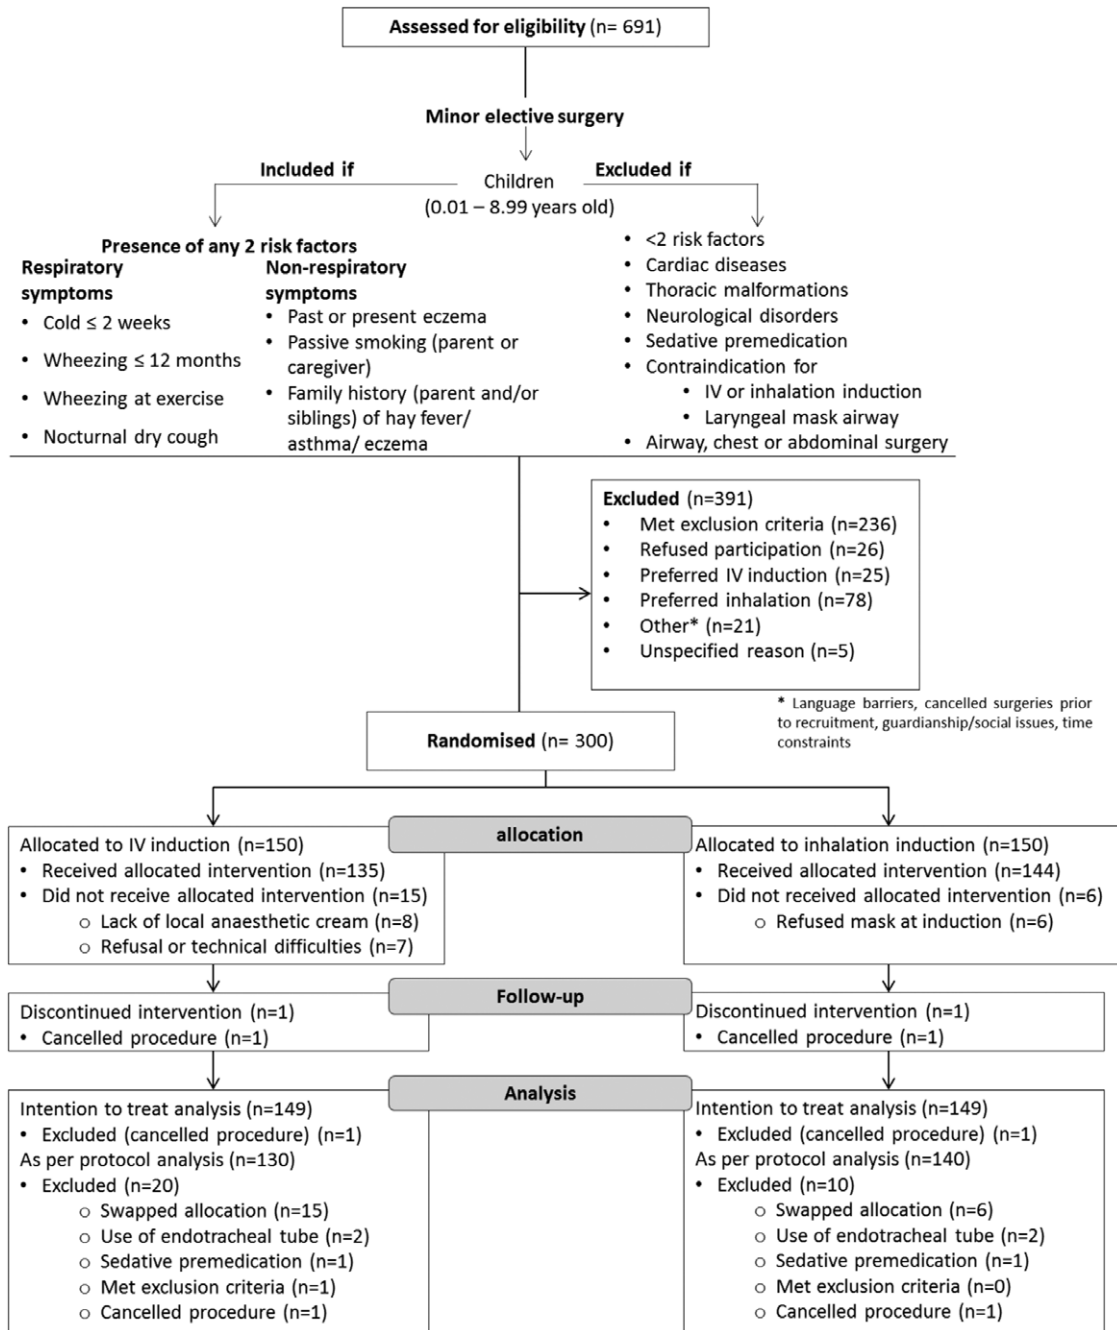 Assessed for eligibility (n= 691)
Minor elective surgery
Included if
Excluded if
Children
(0.01 – 8.99 years old)
Presence of any 2 risk factors
Respiratory
symptoms
• Cold ≤ 2 weeks
• Wheezing ≤ 12 months
• Wheezing at exercise
• Nocturnal dry cough
Non-respiratory
symptoms
• Past or present eczema
• Passive smoking (parent or
caregiver)
• Family history (parent and/or
siblings) of hay fever/
asthma/ eczema
• <2 risk factors
• Cardiac diseases
• Thoracic malformations
• Neurological disorders
• Sedative premedication
• Contraindication for
• IV or inhalation induction
• Laryngeal mask airway
• Airway, chest or abdominal surgery
Excluded (n=391)
• Met exclusion criteria (n=236)
• Refused participation (n=26)
• Preferred IV induction (n=25)
• Preferred inhalation (n=78)
• Other* (n=21)
• Unspecified reason (n=5)
* Language barriers, cancelled surgeries prior
to recruitment, guardianship/social issues, time
constraints
Randomised (n= 300)
allocation
Allocated to IV induction (n=150)
• Received allocated intervention (n=135)
• Did not receive allocated intervention (n=15)
o Lack of local anaesthetic cream (n=8)
o Refusal or technical difficulties (n=7)
Allocated to inhalation induction (n=150)
• Received allocated intervention (n=144)
• Did not received allocated intervention (n=6)
o Refused mask at induction (n=6)
Follow-up
Discontinued intervention (n=1)
• Cancelled procedure (n=1)
Discontinued intervention (n=1)
• Cancelled procedure (n=1)
Analysis
Intention to treat analysis (n=149)
• Excluded (cancelled procedure) (n=1)
As per protocol analysis (n=130)
• Excluded (n=20)
o Swapped allocation (n=15)
o Use of endotracheal tube (n=2)
o Sedative premedication (n=1)
o Met exclusion criteria (n=1)
o Cancelled procedure (n=1)
Intention to treat analysis (n=149)
• Excluded (cancelled procedure) (n=1)
As per protocol analysis (n=140)
• Excluded (n=10)
o Swapped allocation (n=6)
o Use of endotracheal tube (n=2)
o Sedative premedication (n=1)
o Met exclusion criteria (n=0)
o Cancelled procedure (n=1)